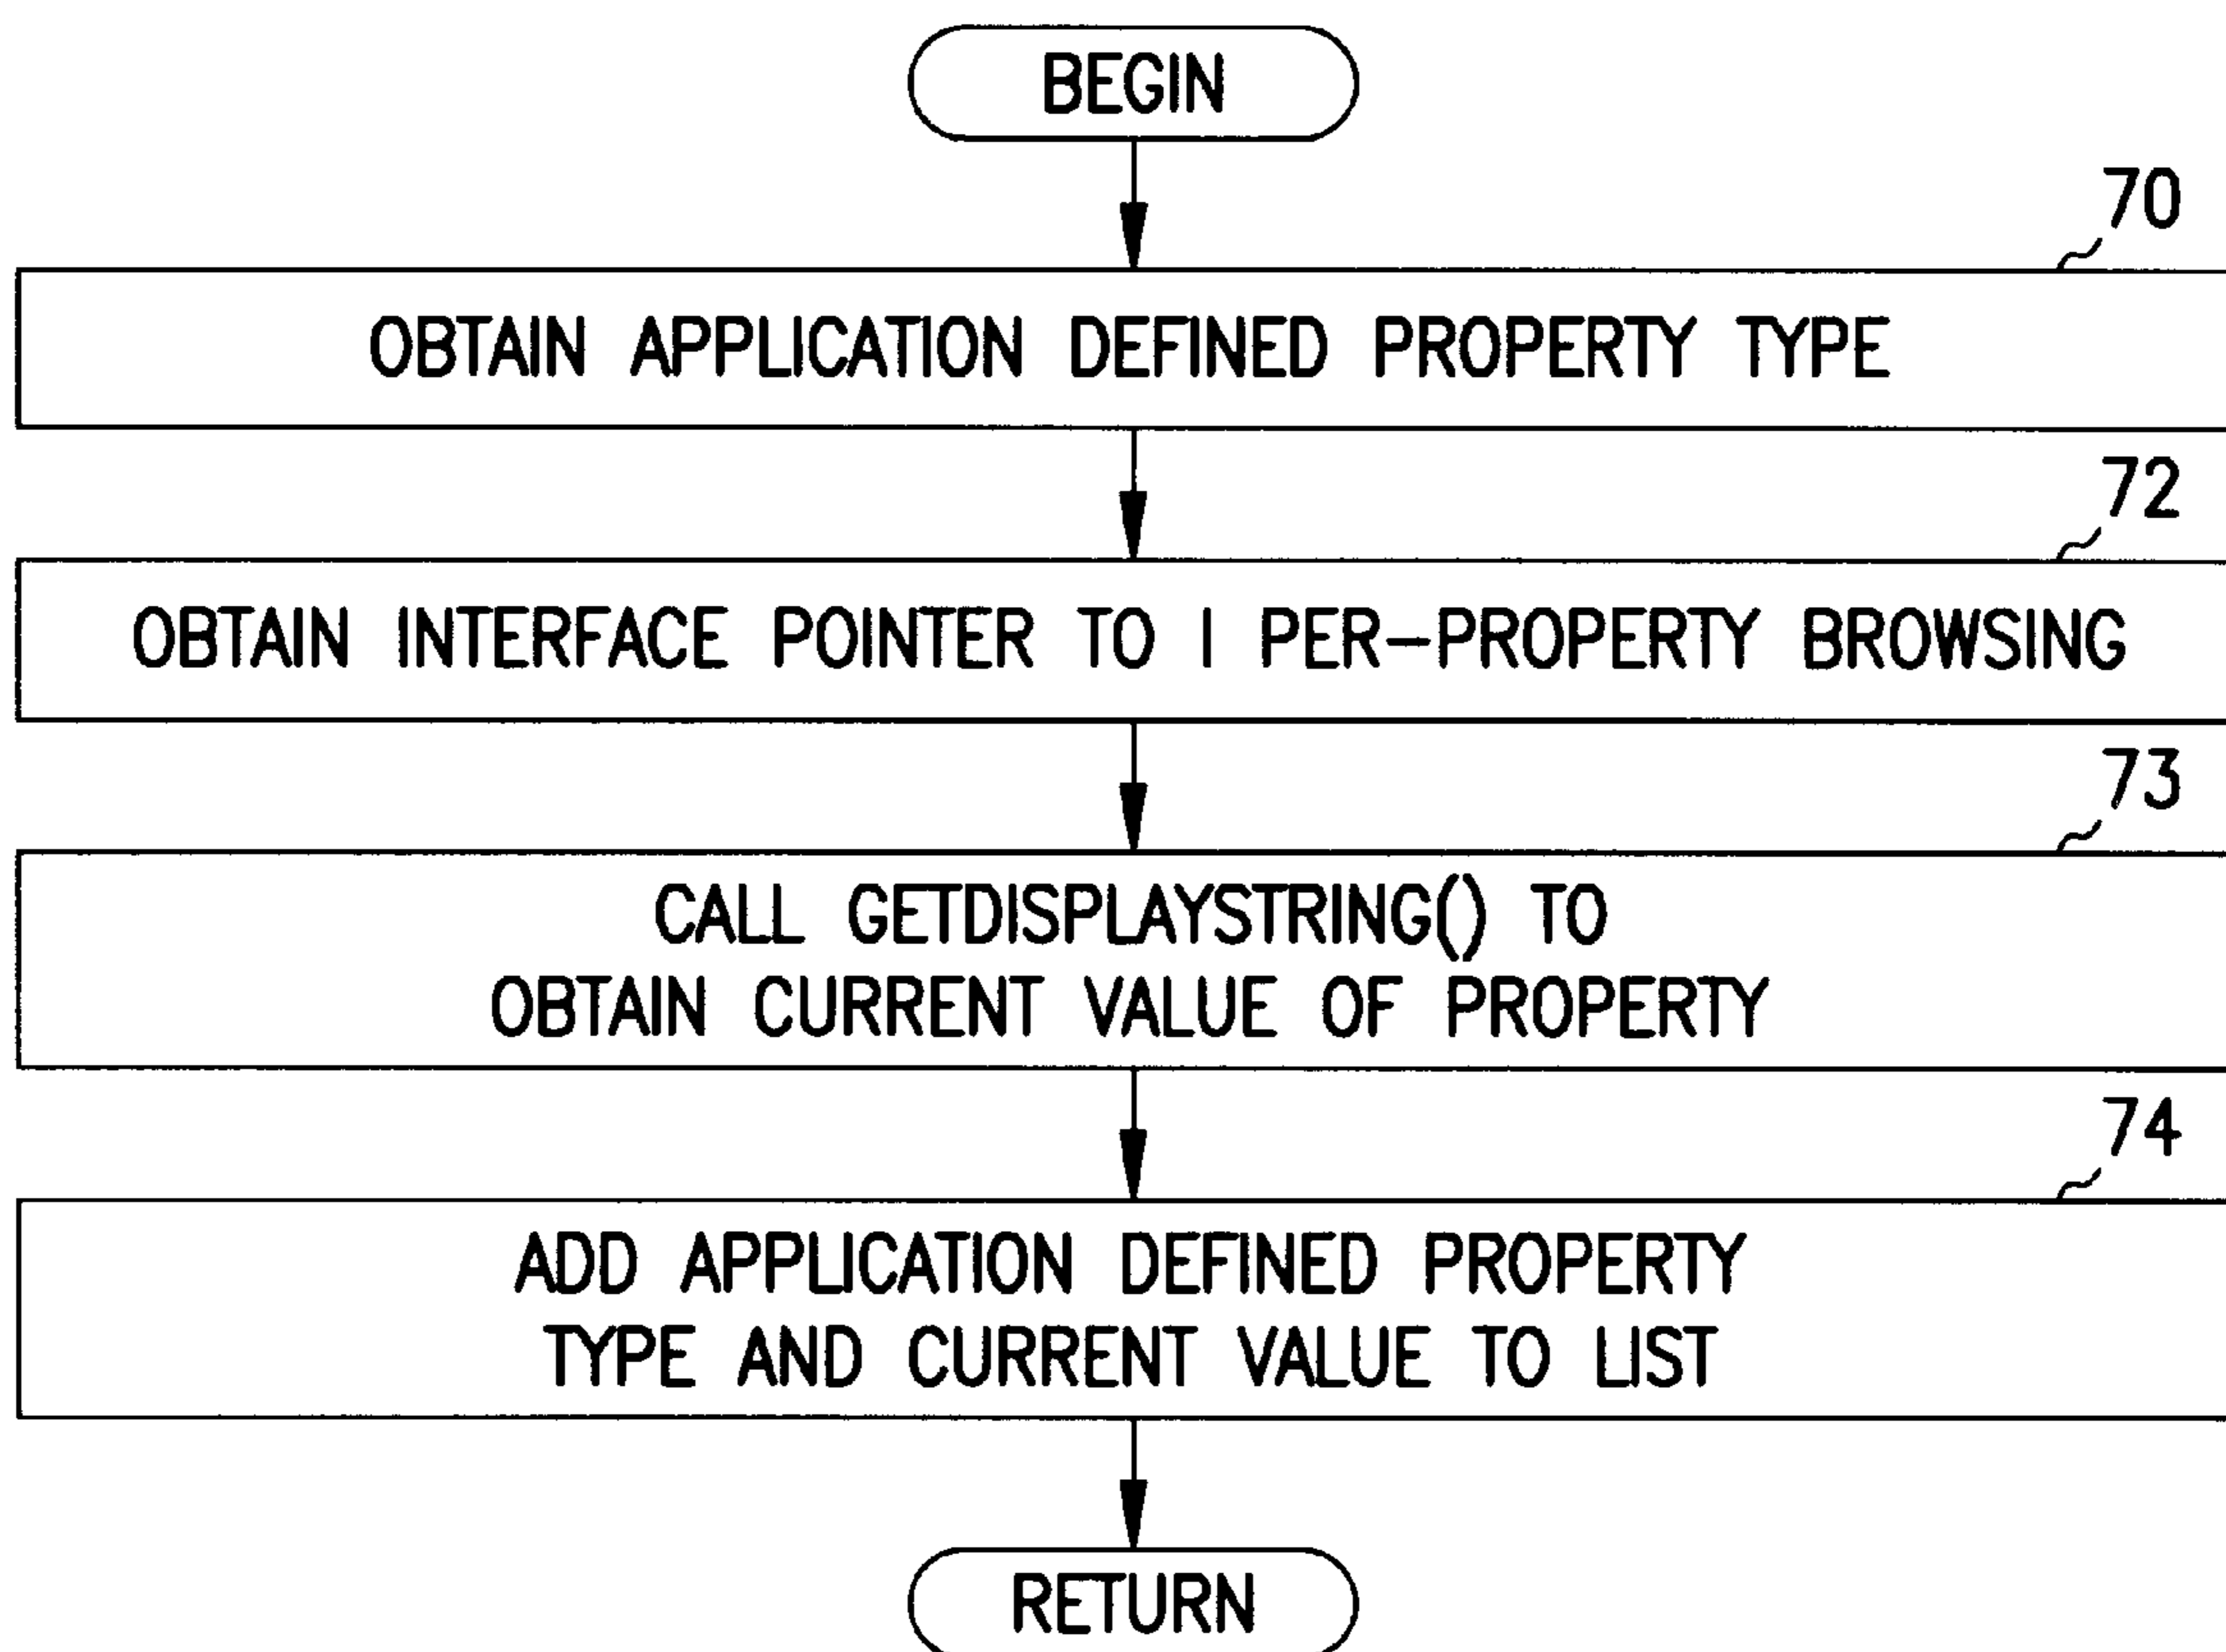 BEGIN
70
OBTAIN APPLICATION DEFINED PROPERTY TYPE
72
OBTAIN INTERFACE POINTER TO I PER-PROPERTY BROWSING
73
CALL GETDISPLAYSTRING() TO
OBTAIN CURRENT VALUE OF PROPERTY
74
ADD APPLICATION DEFINED PROPERTY
TYPE AND CURRENT VALUE TO LIST
RETURN